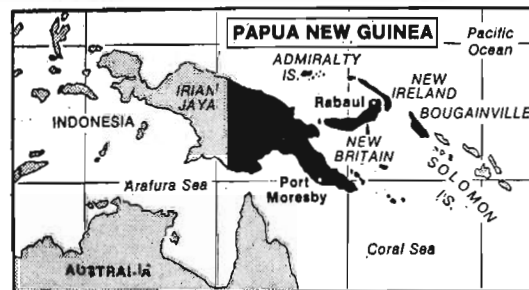 PAPUA NEW GUINEA
Pacific
Ocean
ADMIRALTY
IS.
NEW
IRELAND
IRIAN
JAYA
Rabaul
BOUGAINVILLE
INDONESIA
NEW
BRITAIN
SOLOMON
IS.
Arafura Sea
Port
Moresby
Coral Sea
AUSTRALIA